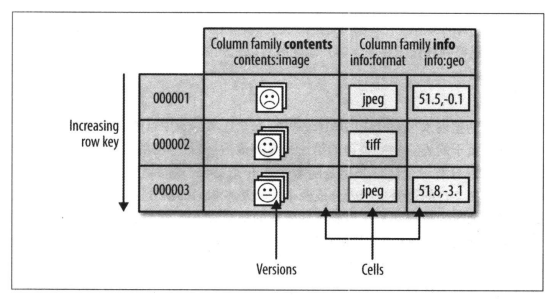 Column family contents
contents:image
Column family info
info:format info:geo
000001
jpeg
51.5,-0.1
Increasing
row key
000002
tiff
000003
jpeg
51.8,-3.1
Versions
Cells